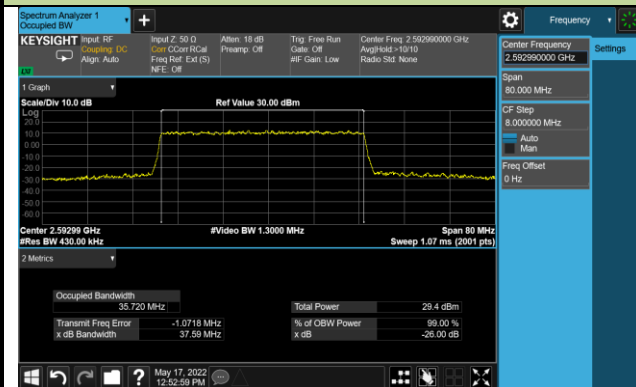 Spectrum Analyzer 1
Occupied BW
Frequency
KEYSIGHT
Input: RF
Coupling: DC
Align: Auto
Input Z: 50 Ω
Corr CCorr RCal
Freq Ref: Ext (S)
NFE: Off
Atten: 18 dB
Preamp: Off
Trig: Free Run
Gate: Off
#IF Gain: Low
Center Freq: 2.592990000 GHz
Avg|Hold:>10/10
Radio Std: None
Center Frequency
2.592990000 GHz
Settings
Span
80.000 MHz
CF Step
8.000000 MHz
Auto
Man
Freq Offset
0 Hz
1 Graph
Scale/Div 10.0 dB
Ref Value 30.00 dBm
Log
20.0
10.0
0.00
-10.0
-20.0
-30.0
-40.0
-50.0
-60.0
Center 2.59299 GHz
#Video BW 1.3000 MHz
Span 80 MHz
#Res BW 430.00 kHz
Sweep 1.07 ms (2001 pts)
2 Metrics
Occupied Bandwidth
35.720 MHz
Total Power 29.4 dBm
Transmit Freq Error -1.0718 MHz
% of OBW Power 99.00 %
x dB Bandwidth 37.59 MHz
x dB -26.00 dB
May 17, 2022
12:52:59 PM